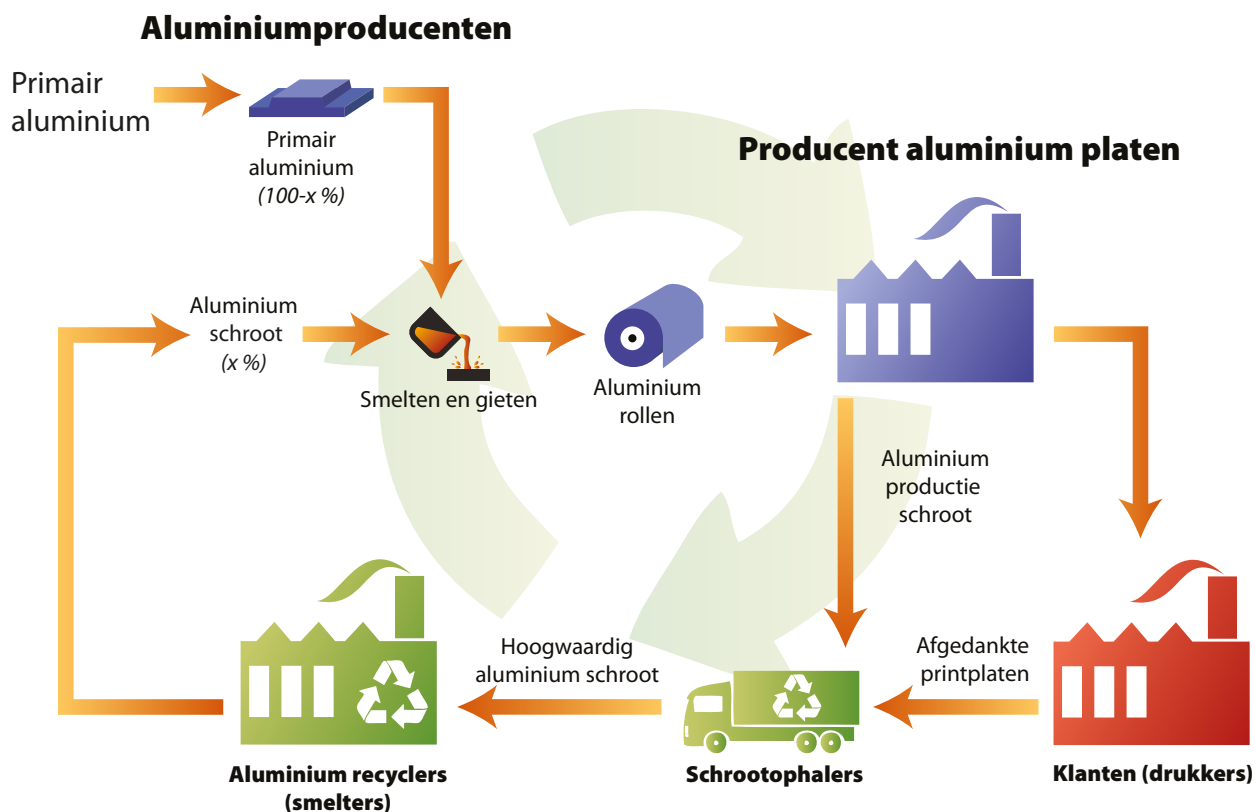 Aluminiumproducenten
Primair
aluminium
Primair
aluminium
(100-x %)
Producent aluminium platen
Aluminium
schroot
(x %)
Smelten en gieten
Aluminium
rollen
Aluminium
productie
schroot
Hoogwaardig
aluminium schroot
Afgedankte
printplaten
Aluminium recyclers
(smelters)
Schrootophalers
Klanten (drukkers)